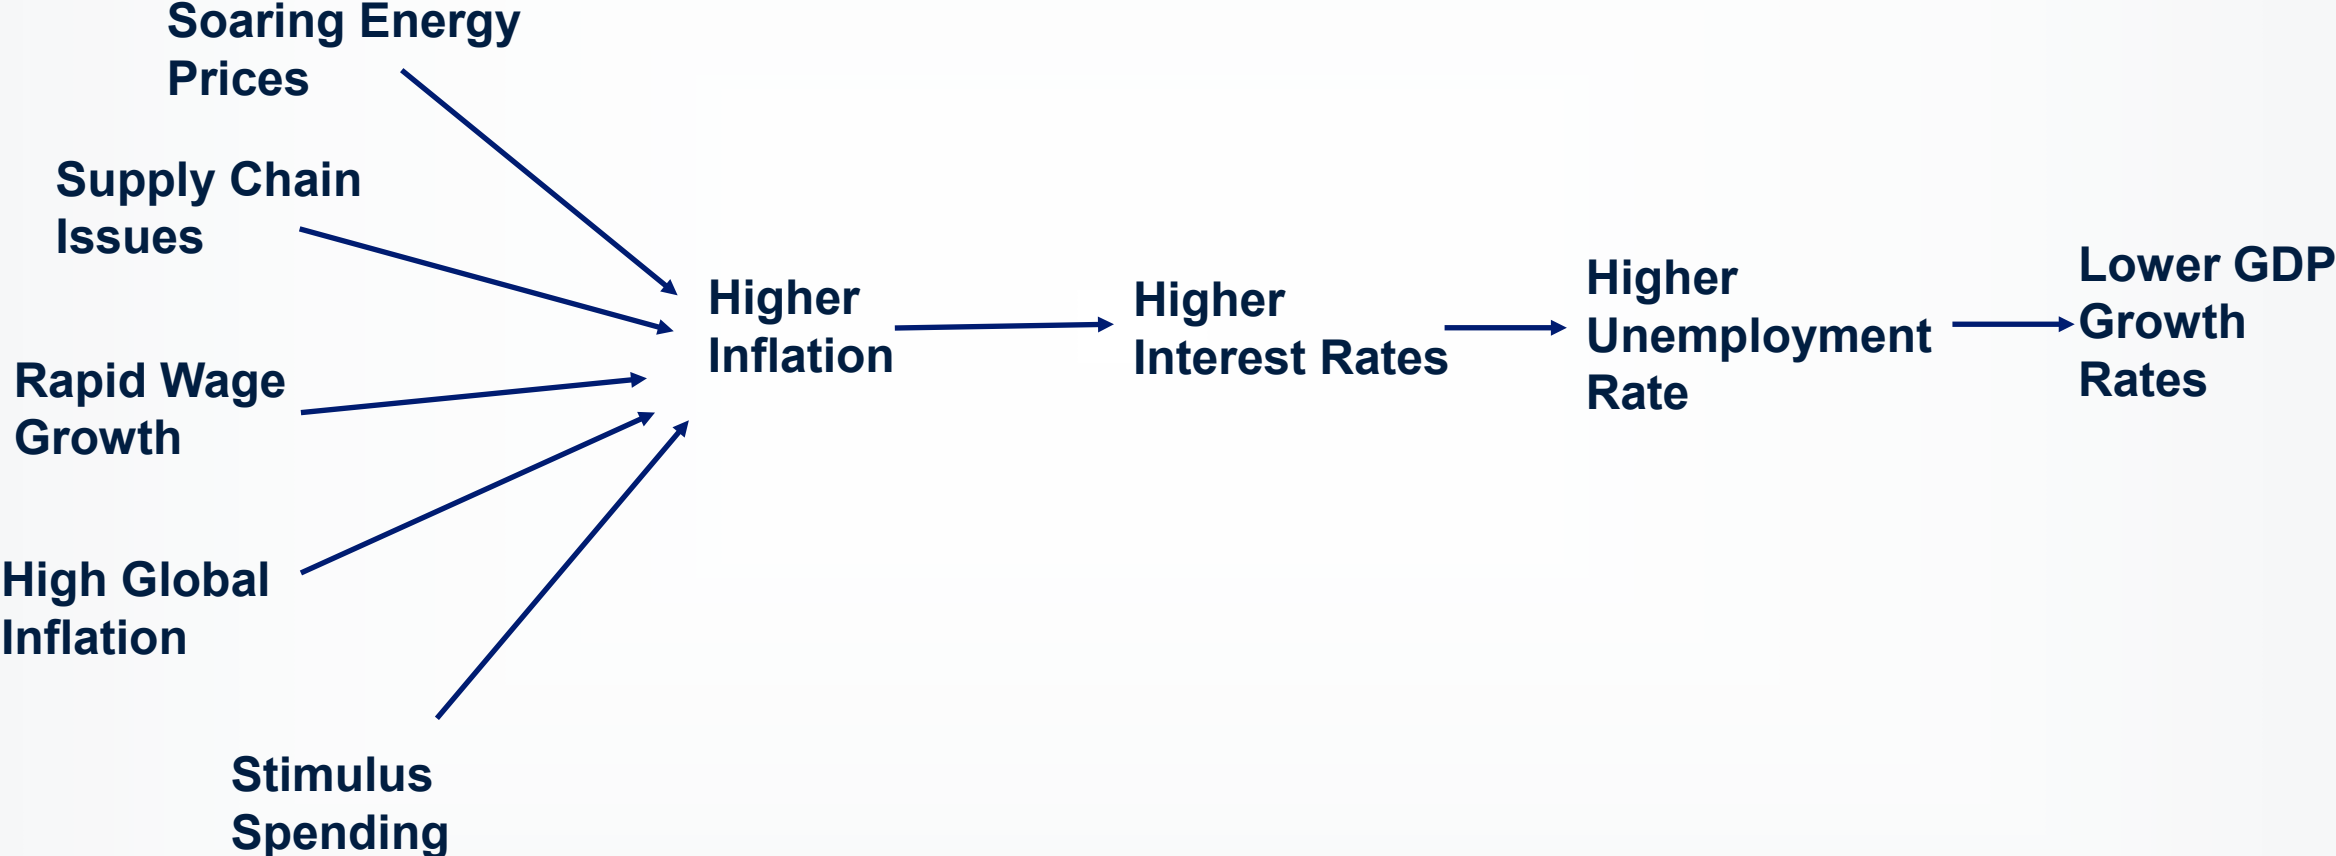 Soaring Energy
Prices
Supply Chain
Issues
Rapid Wage
Growth
High Global
Inflation
Stimulus
Spending
Higher
Inflation
Higher
Interest Rates
Higher
Unemployment
Rate
Lower GDP
Growth
Rates